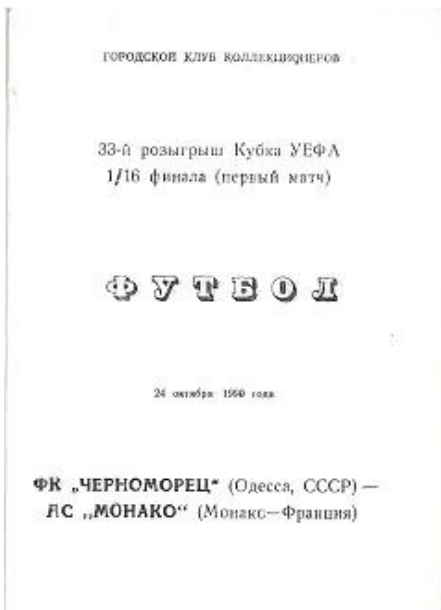 ГОРОДСКОЙ КЛУБ КОЛЛЕКЦИОНЕРОВ
33-й розыгрыш Кубка УЕФА
1/16 финала (первый матч)
ФУТБОЛ
24 октября 1990 года
ФК „ЧЕРНОМОРЕЦ“ (Одесса, СССР) —
АС „МОНАКО“ (Монако—Франция)